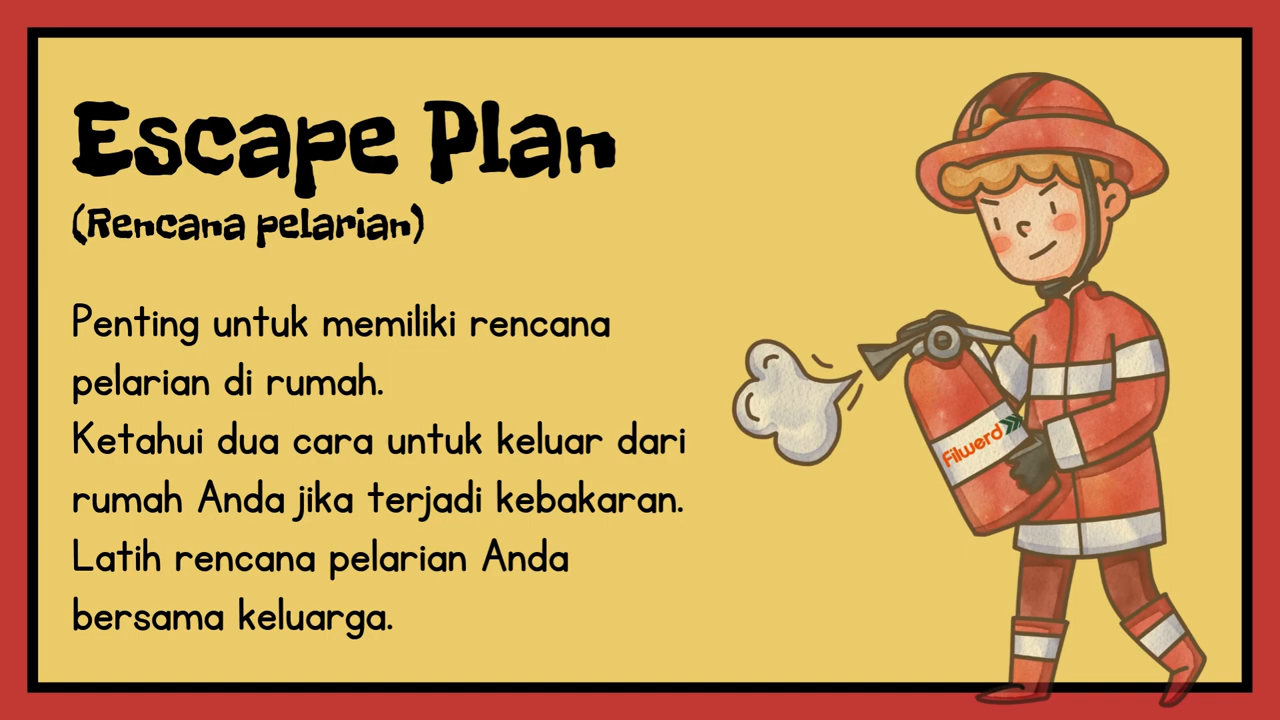 Escape Plan
(Rencana pelarian)
Penting untuk memiliki rencana
pelarian di rumah.
Ketahui dua cara untuk keluar dari
rumah Anda jika terjadi kebakaran.
Latih rencana pelarian Anda
bersama keluarga.
Filwerd